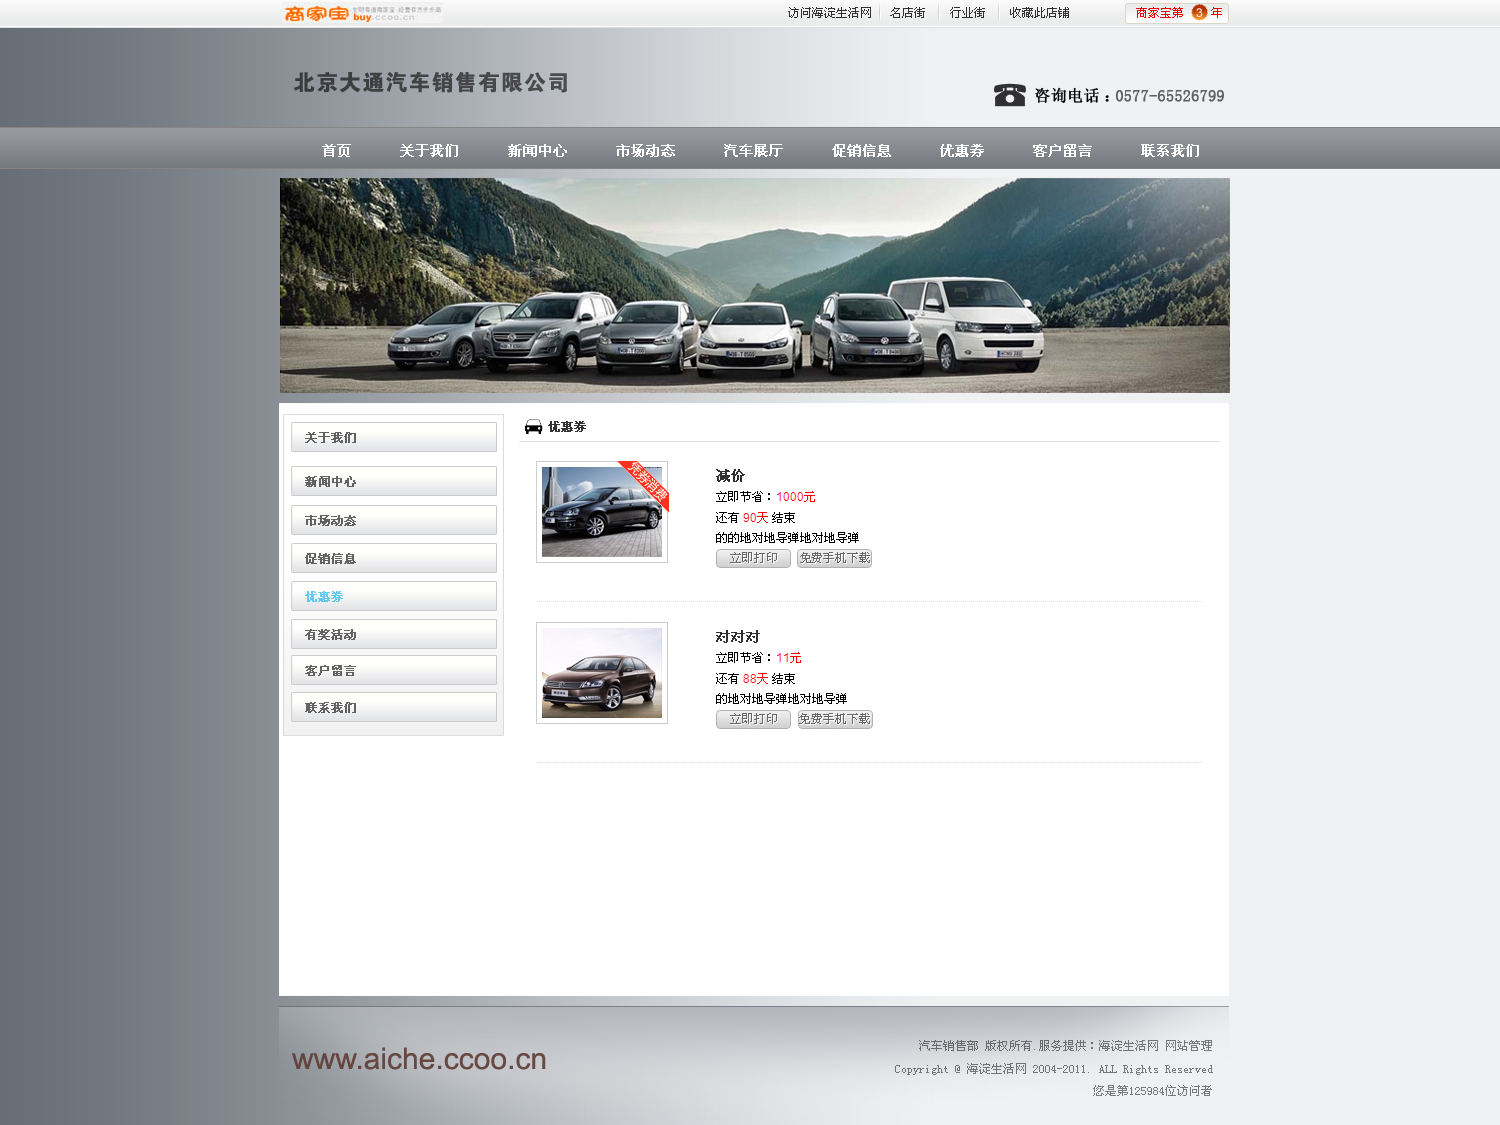 商家宝 buy.ccoo.cn
访问海淀生活网 名店街 行业街 收藏此店铺 商家宝第 3 年
北京大通汽车销售有限公司
咨询电话：0577-65526799
首页 关于我们 新闻中心 市场动态 汽车展厅 促销信息 优惠劵 客户留言 联系我们
关于我们
新闻中心
市场动态
促销信息
优惠劵
有奖活动
客户留言
联系我们
优惠劵
凭券消费
减价
立即节省：1000元
还有 90天 结束
的的地对地导弹地对地导弹
立即打印 免费手机下载
对对对
立即节省：11元
还有 88天 结束
的地对地导弹地对地导弹
立即打印 免费手机下载
www.aiche.ccoo.cn
汽车销售部 版权所有.服务提供：海淀生活网 网站管理
Copyright @ 海淀生活网 2004-2011. ALL Rights Reserved
您是第125984位访问者